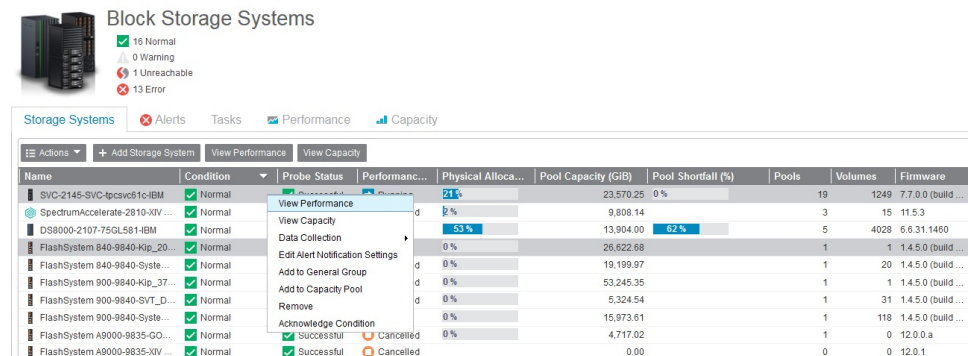 Block Storage Systems
16 Normal
0 Warning
1 Unreachable
13 Error
Storage Systems Alerts Tasks Performance Capacity
Actions + Add Storage System View Performance View Capacity
Name Condition Probe Status Performanc... Physical Alloca... Pool Capacity (GiB) Pool Shortfall (%) Pools Volumes Firmware
SVC-2145-SVC-tpcsvc61c-IBM Normal Successful Running 21 % 23,570.25 0 % 19 1249 7.7.0.0 (build ...
SpectrumAccelerate-2810-XIV ... Normal d 2 % 9,808.14 3 15 11.5.3
DS8000-2107-75GL581-IBM Normal 53 % 13,904.00 62 % 5 4028 6.6.31.1460
FlashSystem 840-9840-Kip_20... Normal 0 % 26,622.68 1 1 1.4.5.0 (build ...
FlashSystem 840-9840-Syste... Normal d 0 % 19,199.97 1 20 1.4.5.0 (build ...
FlashSystem 900-9840-Kip_37... Normal d 0 % 53,245.35 1 1 1.4.5.0 (build ...
FlashSystem 900-9840-SVT_D... Normal d 0 % 5,324.54 1 31 1.4.5.0 (build ...
FlashSystem 900-9840-Syste... Normal 0 % 15,973.61 1 118 1.4.5.0 (build ...
FlashSystem A9000-9835-GO... Normal Successful Cancelled 0 % 4,717.02 1 0 12.0.0.a
FlashSystem A9000-9835-XIV ... Normal Successful Cancelled 0.00 0 0 12.0.1
View Performance
View Capacity
Data Collection
Edit Alert Notification Settings
Add to General Group
Add to Capacity Pool
Remove
Acknowledge Condition